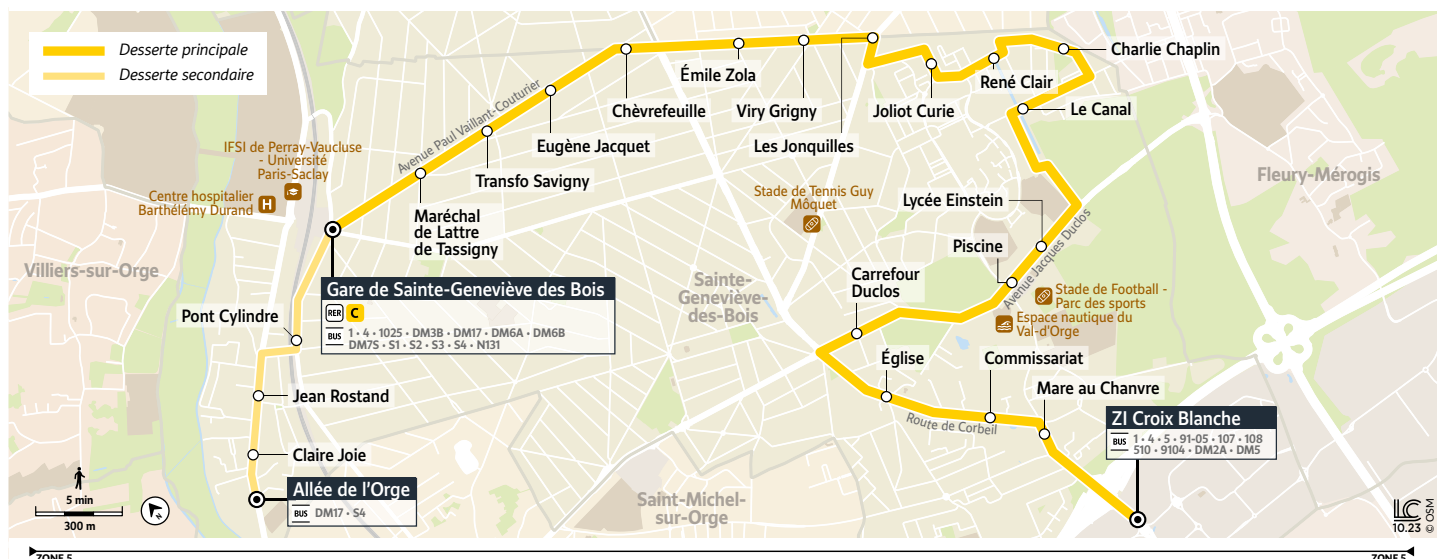 Desserte principale
Desserte secondaire
Charlie Chaplin
Émile Zola
René Clair
Chèvrefeuille
Viry Grigny
Joliot Curie
Le Canal
Avenue Paul Vaillant-Couturier
Eugène Jacquet
Les Jonquilles
IFSI de Perray-Vaucluse
- Université
Paris-Saclay
Transfo Savigny
Fleury-Mérogis
Centre hospitalier
Barthélémy Durand
H
Stade de Tennis Guy
Môquet
Lycée Einstein
Maréchal
de Lattre
de Tassigny
Piscine
Avenue Jacques Duclos
Villiers-sur-Orge
Gare de Sainte-Geneviève des Bois
RER C
BUS 1 • 4 • 1025 • DM3B • DM17 • DM6A • DM6B
DM7S • S1 • S2 • S3 • S4 • N131
Sainte-
Geneviève-
des-Bois
Carrefour
Duclos
Stade de Football -
Parc des sports
Espace nautique du
Val-d'Orge
Pont Cylindre
Église
Commissariat
Mare au Chanvre
Jean Rostand
Route de Corbeil
ZI Croix Blanche
BUS 1 • 4 • 5 • 91-05 • 107 • 108
510 • 9104 • DM2A • DM5
Claire Joie
Allée de l'Orge
BUS DM17 • S4
Saint-Michel-
sur-Orge
5 min
300 m
LC
10.23 © OSM
ZONE 5
ZONE 5